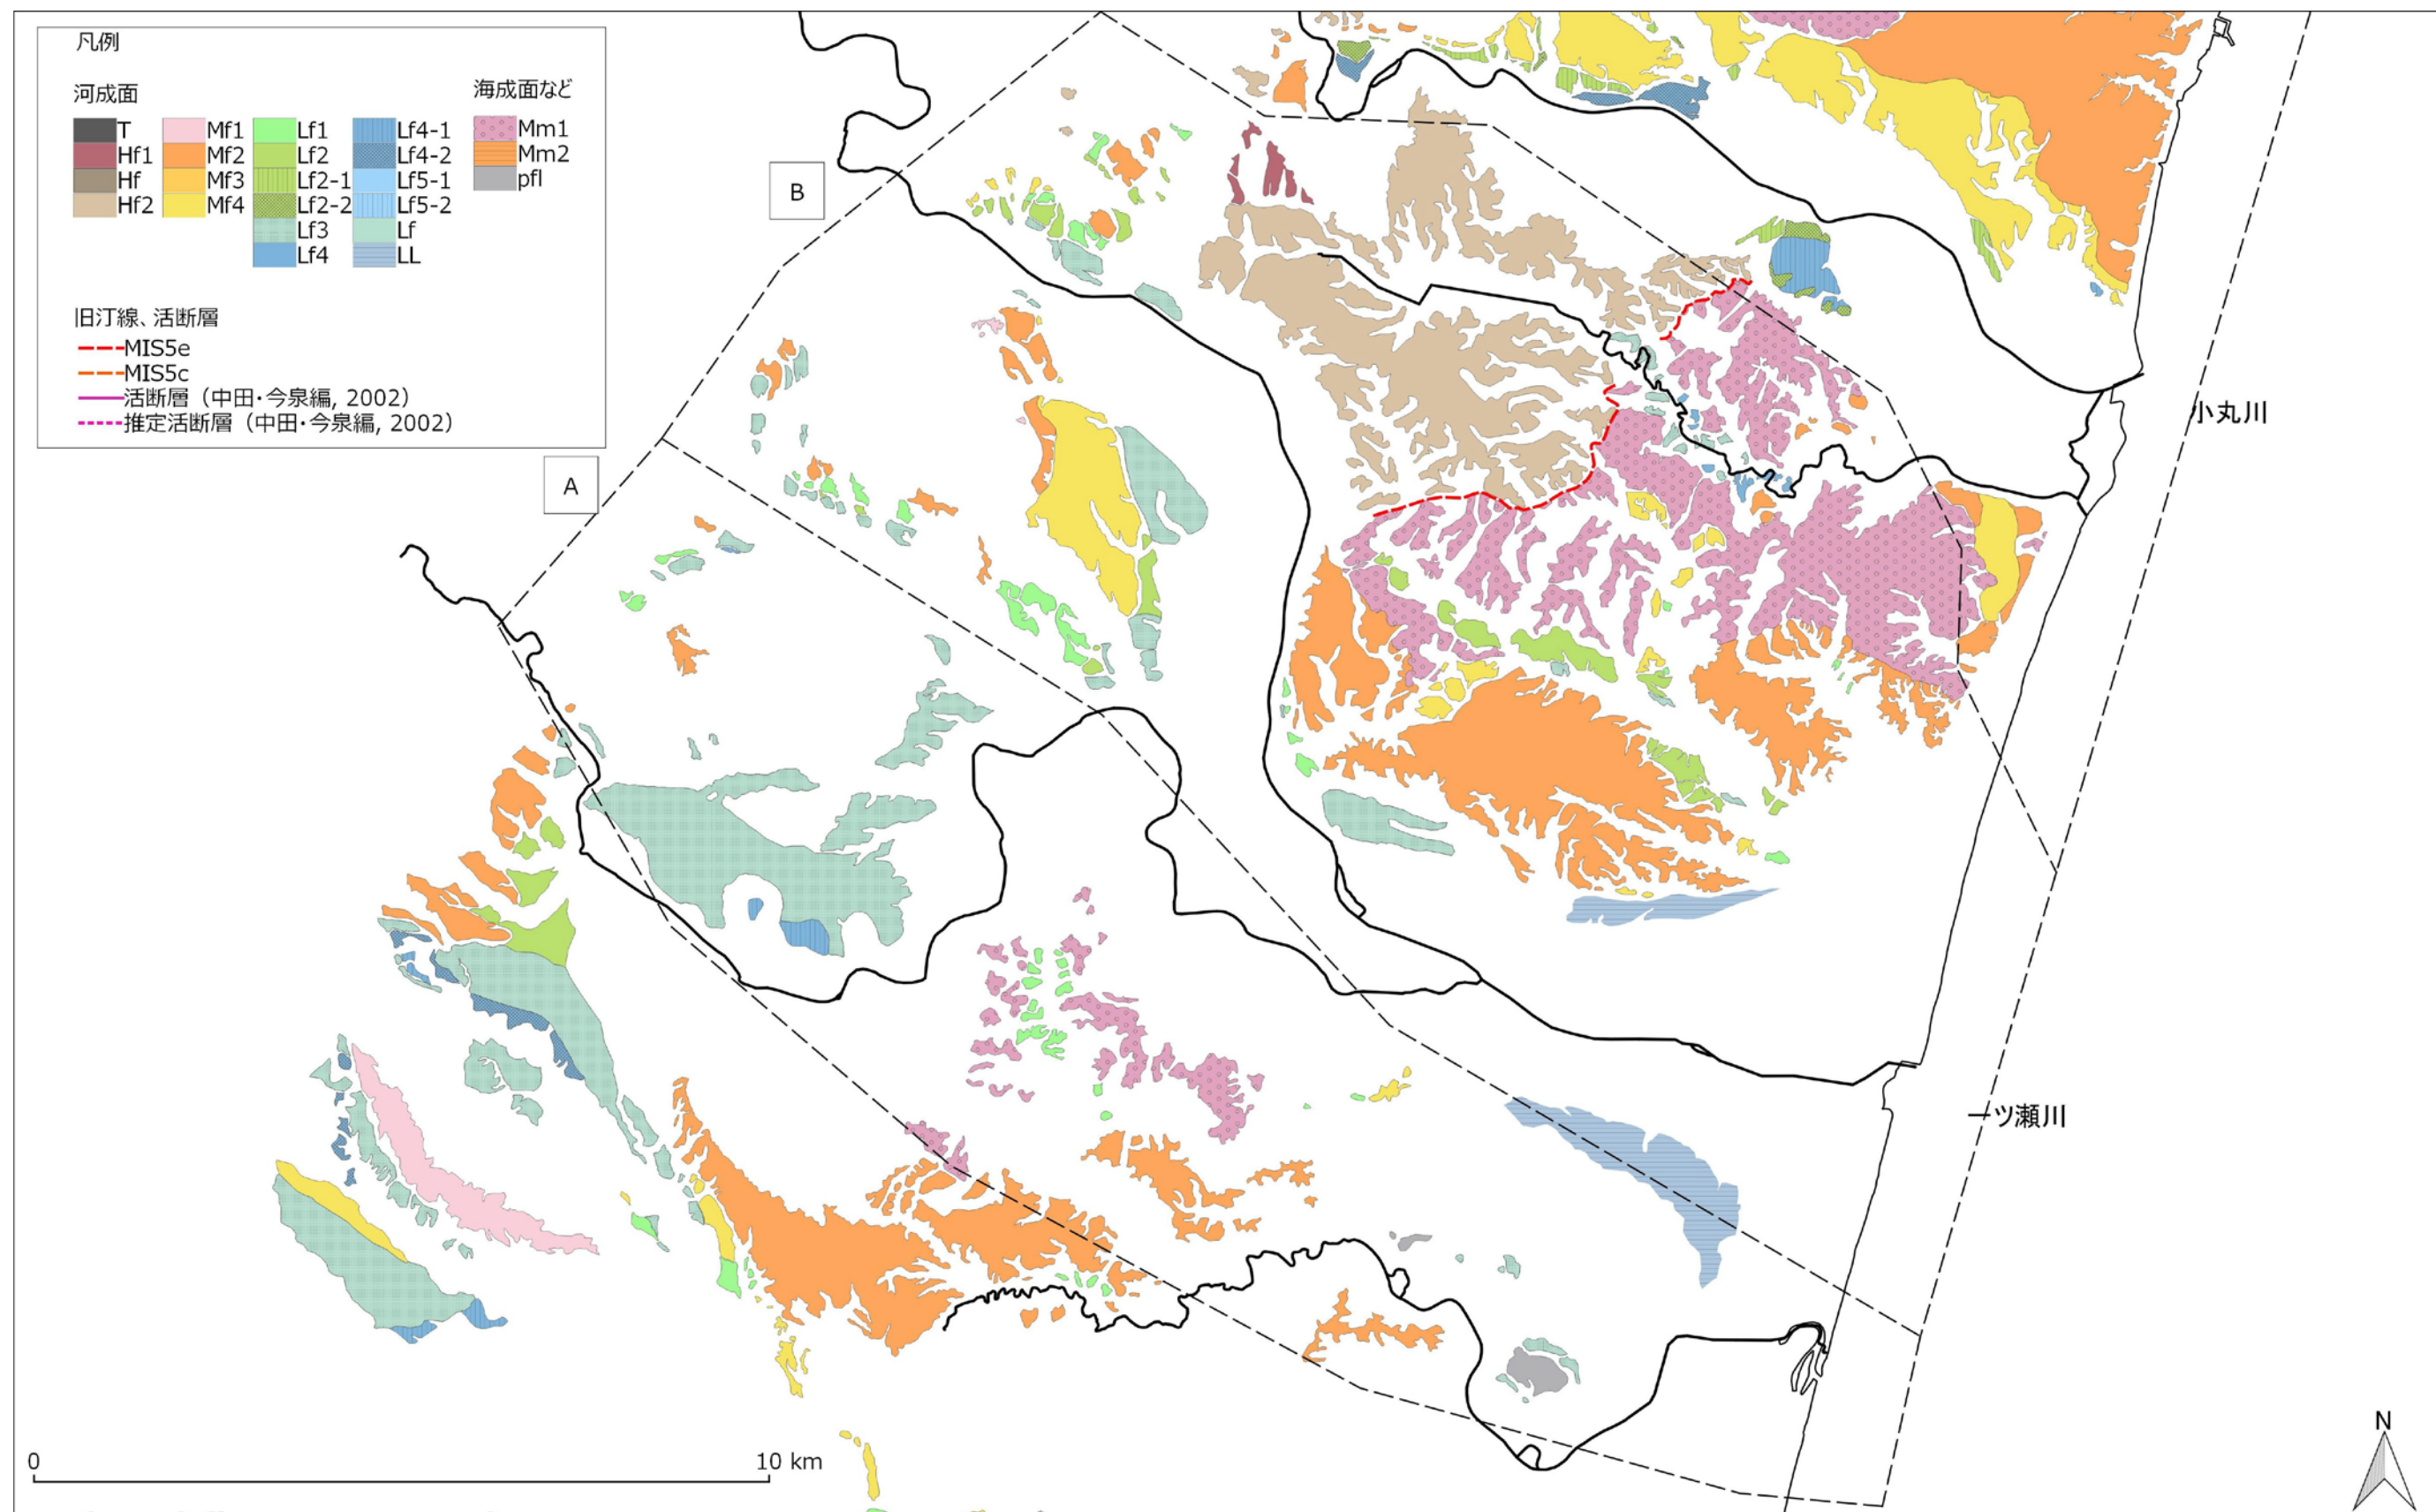 凡例
河成面
T
Hf1
Hf
Hf2
Mf1
Mf2
Mf3
Mf4
Lf1
Lf2
Lf2-1
Lf2-2
Lf3
Lf4
Lf4-1
Lf4-2
Lf5-1
Lf5-2
Lf
LL
海成面など
Mm1
Mm2
pfl
旧汀線、活断層
MIS5e
MIS5c
活断層（中田・今泉編, 2002）
推定活断層（中田・今泉編, 2002）
B
A
小丸川
一ツ瀬川
0 10 km
N